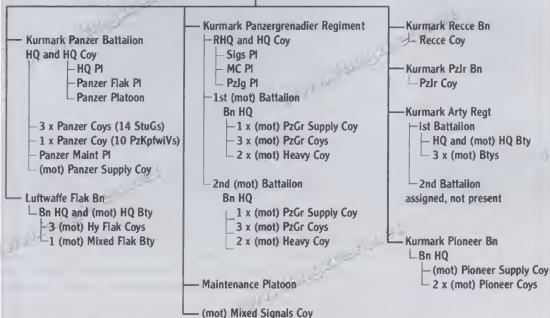 Kurmark Panzer Battalion
HQ and HQ Coy
HQ Pl
Panzer Flak Pl
Panzer Platoon
3 x Panzer Coys (14 StuGs)
1 x Panzer Coy (10 PzKpfwIVs)
Panzer Maint Pl
(mot) Panzer Supply Coy
Luftwaffe Flak Bn
Bn HQ and (mot) HQ Bty
3 (mot) Hy Flak Coys
1 (mot) Mixed Flak Bty
Kurmark Panzergrenadier Regiment
RHQ and HQ Coy
Sigs Pl
MC Pl
PzJg Pl
1st (mot) Battalion
Bn HQ
1 x (mot) PzGr Supply Coy
3 x (mot) PzGr Coys
2 x (mot) Heavy Coy
2nd (mot) Battalion
Bn HQ
1 x (mot) PzGr Supply Coy
3 x (mot) PzGr Coys
2 x (mot) Heavy Coy
Maintenance Platoon
(mot) Mixed Signals Coy
Kurmark Recce Bn
Recce Coy
Kurmark PzJr Bn
PzJr Coy
Kurmark Arty Regt
1st Battalion
HQ and (mot) HQ Bty
3 x (mot) Btys
2nd Battalion
assigned, not present
Kurmark Pioneer Bn
Bn HQ
(mot) Pioneer Supply Coy
2 x (mot) Pioneer Coys